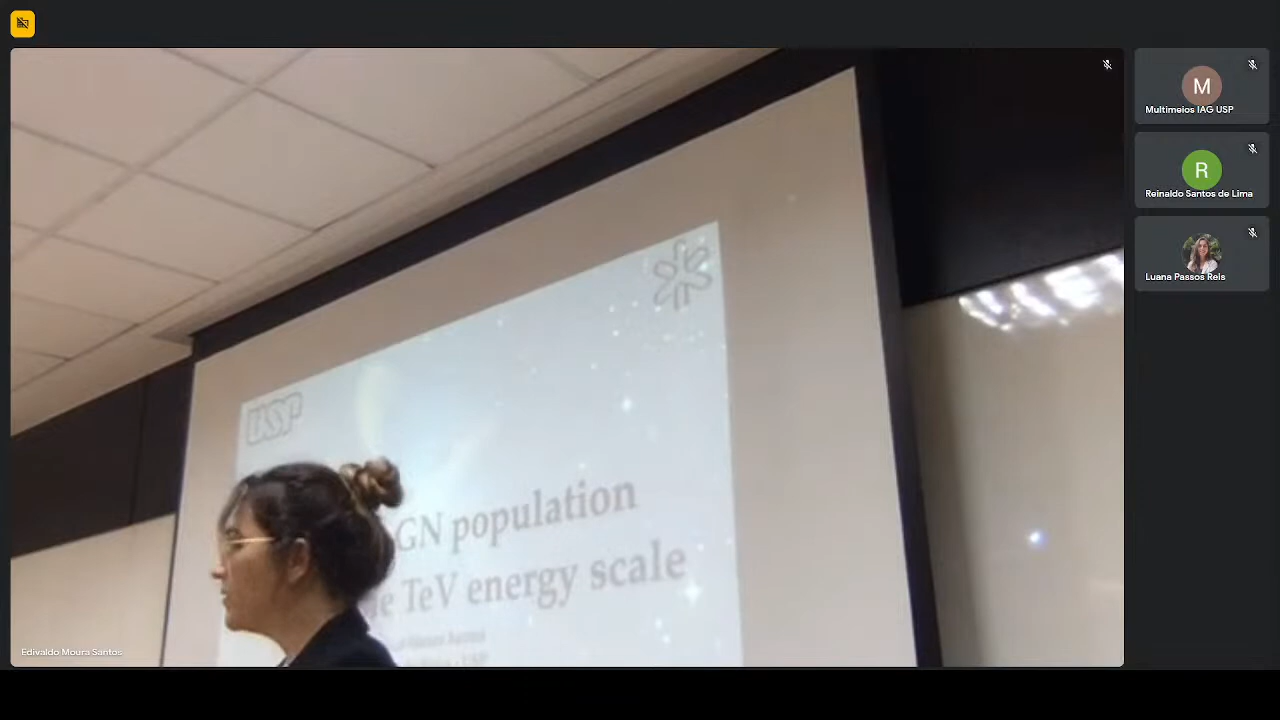 M
Multimeios IAG USP
R
Reinaldo Santos de Lima
Luana Passos Reis
USP
GN population
TeV energy scale
Edivaldo Moura Santos